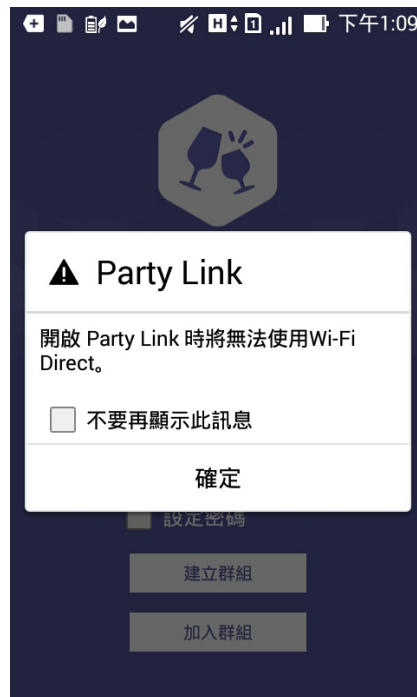 H 1 下午1:09
Party Link
開啟 Party Link 時將無法使用Wi-Fi
Direct。
不要再顯示此訊息
確定
設定密碼
建立群組
加入群組